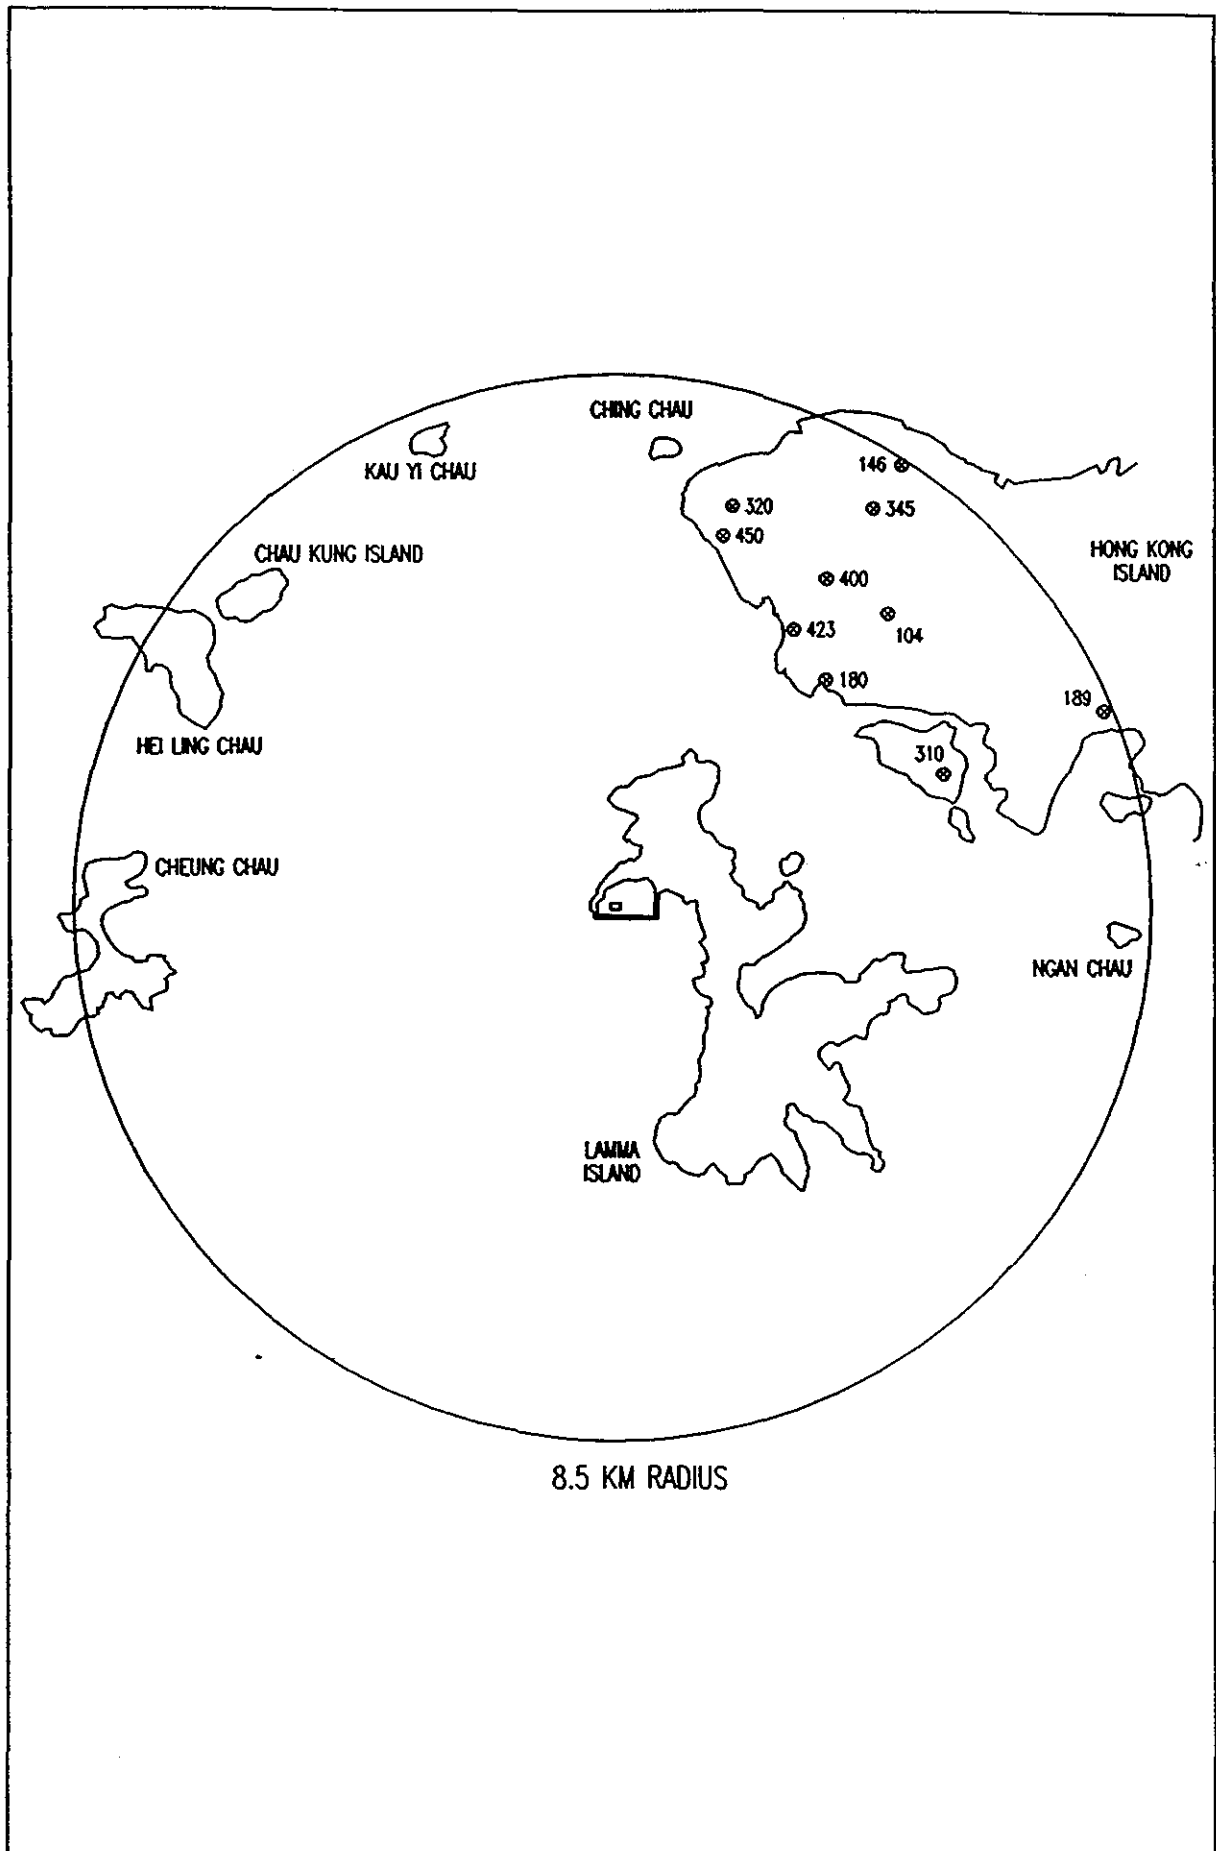 CHING CHAU
KAU YI CHAU
146
320
345
450
CHAU KUNG ISLAND
HONG KONG
ISLAND
400
423
104
180
189
HEI LING CHAU
310
CHEUNG CHAU
NGAN CHAU
LAMMA
ISLAND
8.5 KM RADIUS